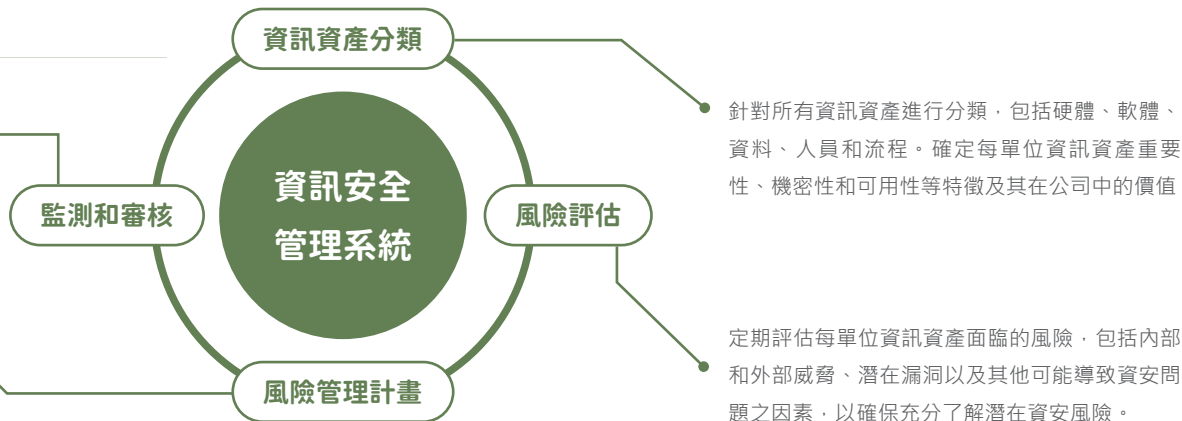 資訊資產分類
針對所有資訊資產進行分類，包括硬體、軟體、
資料、人員和流程。確定每單位資訊資產重要
性、機密性和可用性等特徵及其在公司中的價值
資訊安全
管理系統
監測和審核
風險評估
定期評估每單位資訊資產面臨的風險，包括內部
和外部威脅、潛在漏洞以及其他可能導致資安問
題之因素，以確保充分了解潛在資安風險。
風險管理計畫